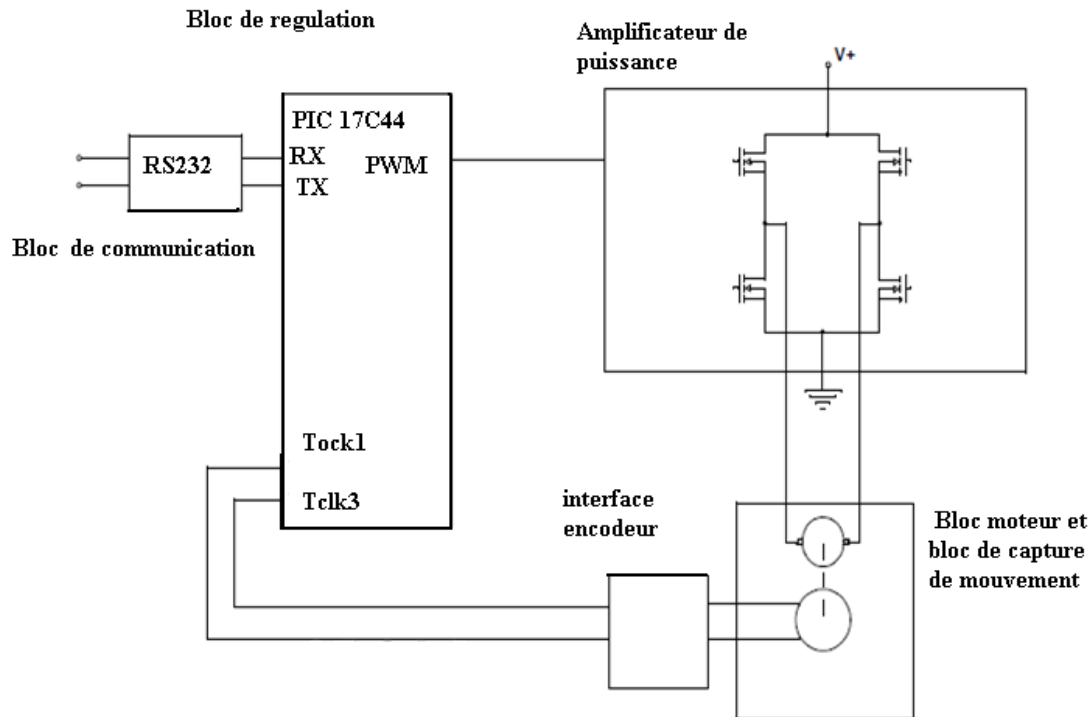 Bloc de regulation
Amplificateur de
puissance
V+
PIC 17C44
RX
PWM
TX
RS232
Bloc de communication
Tock1
Tclk3
interface
encodeur
Bloc moteur et
bloc de capture
de mouvement